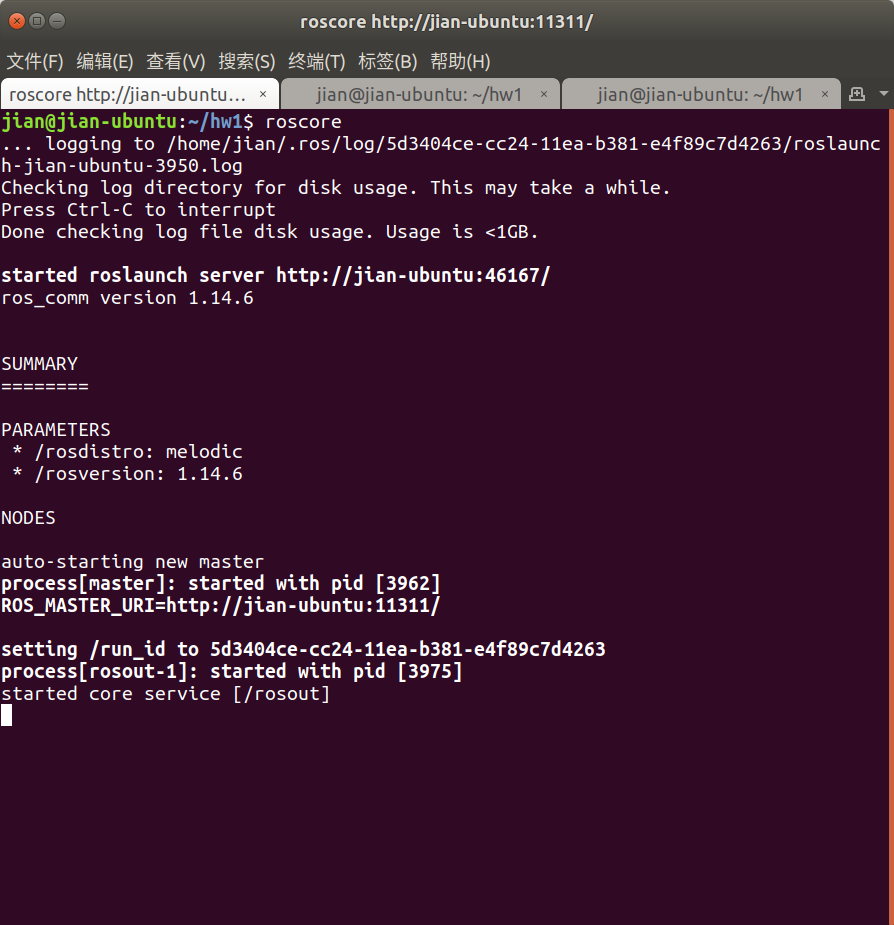 roscore http://jian-ubuntu:11311/
文件(F) 编辑(E) 查看(V) 搜索(S) 终端(T) 标签(B) 帮助(H)
roscore http://jian-ubuntu... × jian@jian-ubuntu: ~/hw1 × jian@jian-ubuntu: ~/hw1 ×
jian@jian-ubuntu:~/hw1$ roscore
... logging to /home/jian/.ros/log/5d3404ce-cc24-11ea-b381-e4f89c7d4263/roslaunc
h-jian-ubuntu-3950.log
Checking log directory for disk usage. This may take a while.
Press Ctrl-C to interrupt
Done checking log file disk usage. Usage is <1GB.
started roslaunch server http://jian-ubuntu:46167/
ros_comm version 1.14.6
SUMMARY
========
PARAMETERS
* /rosdistro: melodic
* /rosversion: 1.14.6
NODES
auto-starting new master
process[master]: started with pid [3962]
ROS_MASTER_URI=http://jian-ubuntu:11311/
setting /run_id to 5d3404ce-cc24-11ea-b381-e4f89c7d4263
process[rosout-1]: started with pid [3975]
started core service [/rosout]